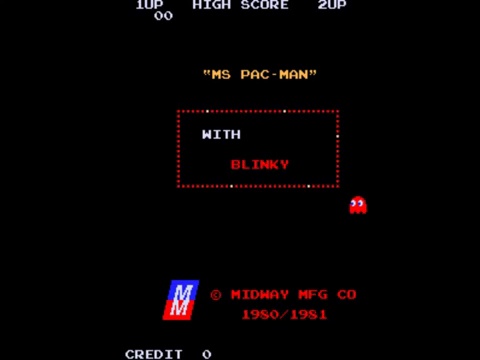 1UP HIGH SCORE 2UP
00
"MS PAC-MAN"
WITH
BLINKY
MM
© MIDWAY MFG CO
1980/1981
CREDIT 0